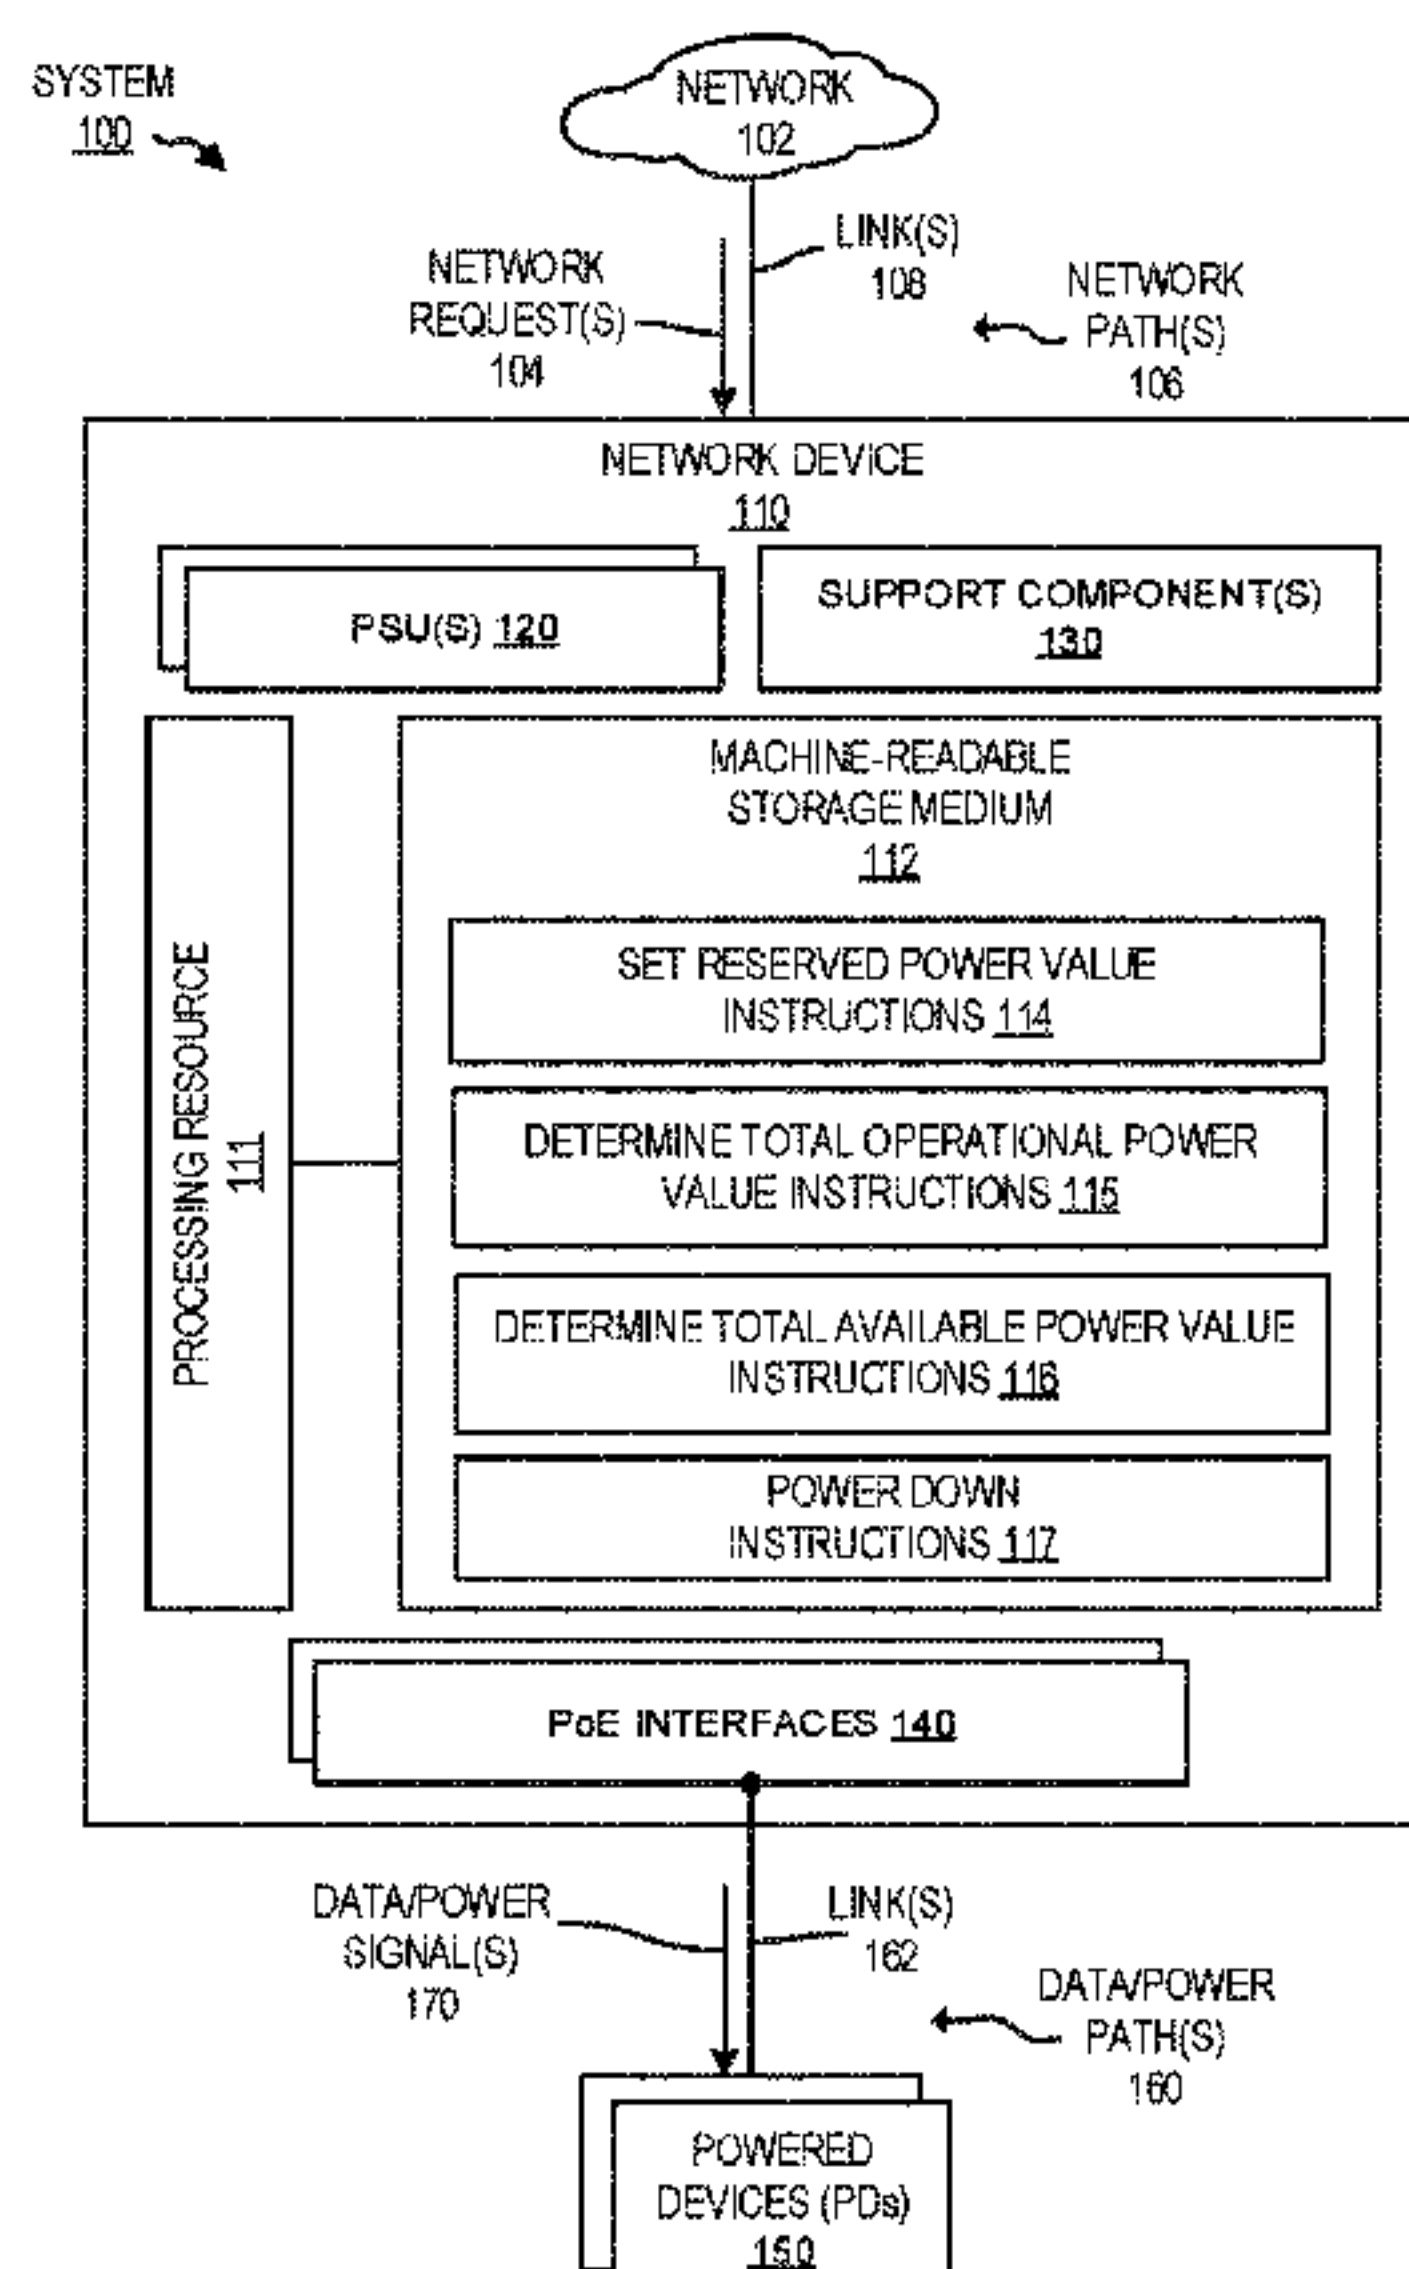 SYSTEM
100
NETWORK
102
LINK(S)
108
NETWORK
REQUEST(S)
104
NETWORK
PATH(S)
106
NETWORK DEVICE
110
PSU(S) 120
SUPPORT COMPONENT(S)
130
PROCESSING RESOURCE
111
MACHINE-READABLE
STORAGE MEDIUM
112
SET RESERVED POWER VALUE
INSTRUCTIONS 114
DETERMINE TOTAL OPERATIONAL POWER
VALUE INSTRUCTIONS 115
DETERMINE TOTAL AVAILABLE POWER VALUE
INSTRUCTIONS 116
POWER DOWN
INSTRUCTIONS 117
PoE INTERFACES 140
DATA/POWER
SIGNAL(S)
170
LINK(S)
162
DATA/POWER
PATH(S)
160
POWERED
DEVICES (PDs)
150